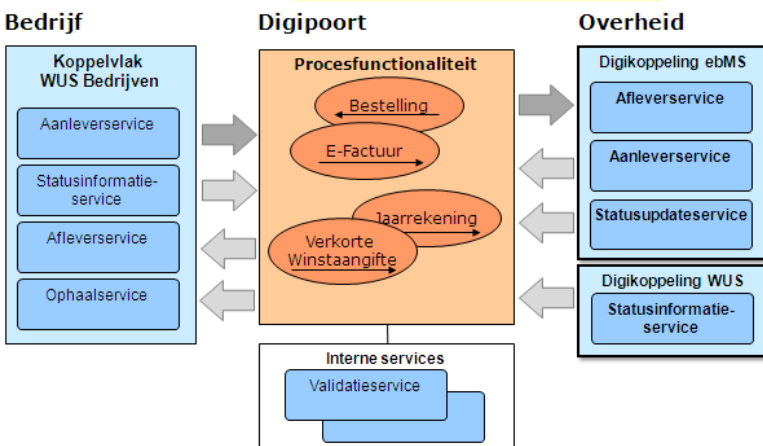 Bedrijf
Digipoort
Overheid
Koppelvlak
WUS Bedrijven
Aanleverservice
Statusinformatie-
service
Afleverservice
Ophaalservice
Procesfunctionaliteit
Bestelling
E-Factuur
Jaarrekening
Verkorte
Winstaangifte
Interne services
Validatieservice
Digikoppeling ebMS
Afleverservice
Aanleverservice
Statusupdateservice
Digikoppeling WUS
Statusinformatie-
service